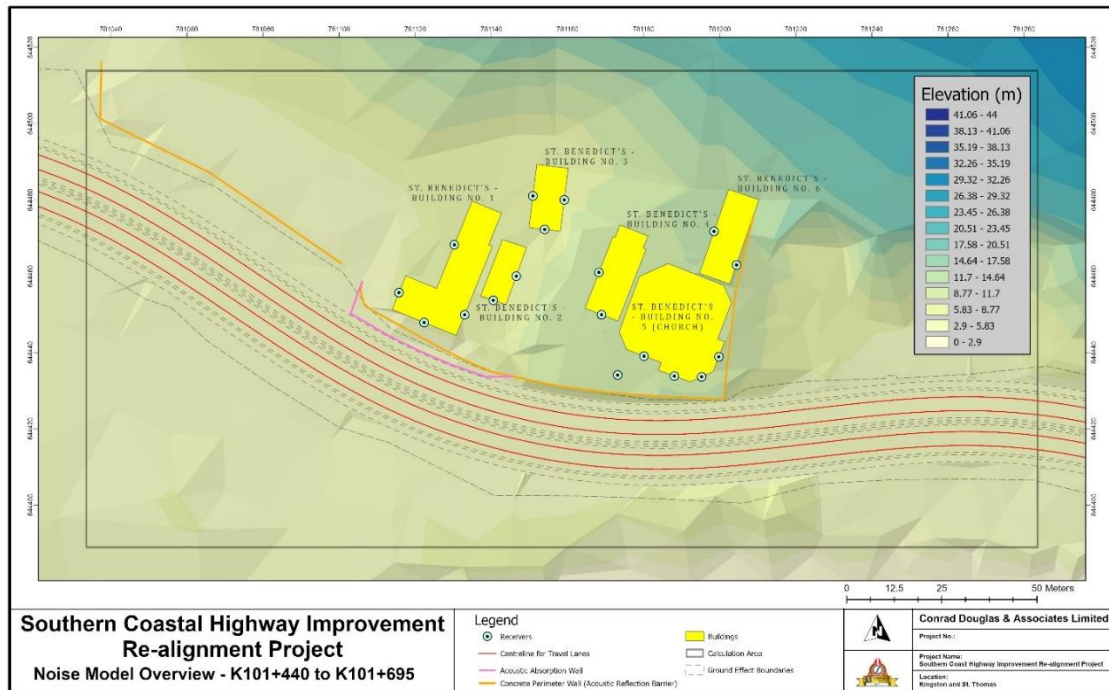 781040 781060 781080 781100 781120 781140 781160 781180 781200 781220 781240 781260
644520 644520
644500 644500
644480 644480
644460 644460
644440 644440
644420 644420
644400 644400
Elevation (m)
41.06 - 44
38.13 - 41.06
35.19 - 38.13
32.26 - 35.19
29.32 - 32.26
26.38 - 29.32
23.45 - 26.38
20.51 - 23.45
17.58 - 20.51
14.64 - 17.58
11.7 - 14.64
8.77 - 11.7
5.83 - 8.77
2.9 - 5.83
0 - 2.9
ST. BENEDICT'S -
BUILDING NO. 3
ST. BENEDICT'S -
BUILDING NO. 1
ST. BENEDICT'S -
BUILDING NO. 6
ST. BENEDICT'S -
BUILDING NO. 4
ST. BENEDICT'S -
BUILDING NO. 2
ST. BENEDICT'S
- BUILDING NO.
5 (CHURCH)
0 12.5 25 50 Meters
Southern Coastal Highway Improvement
Re-alignment Project
Noise Model Overview - K101+440 to K101+695
Legend
Receivers
Centreline for Travel Lanes
Acoustic Absorption Wall
Concrete Perimeter Wall (Acoustic Reflection Barrier)
Buildings
Calculation Area
Ground Effect Boundaries
N
Conrad Douglas & Associates Limited
Project No.:
Project Name:
Southern Coast Highway Improvement Re-alignment Project
Location:
Kingston and St. Thomas